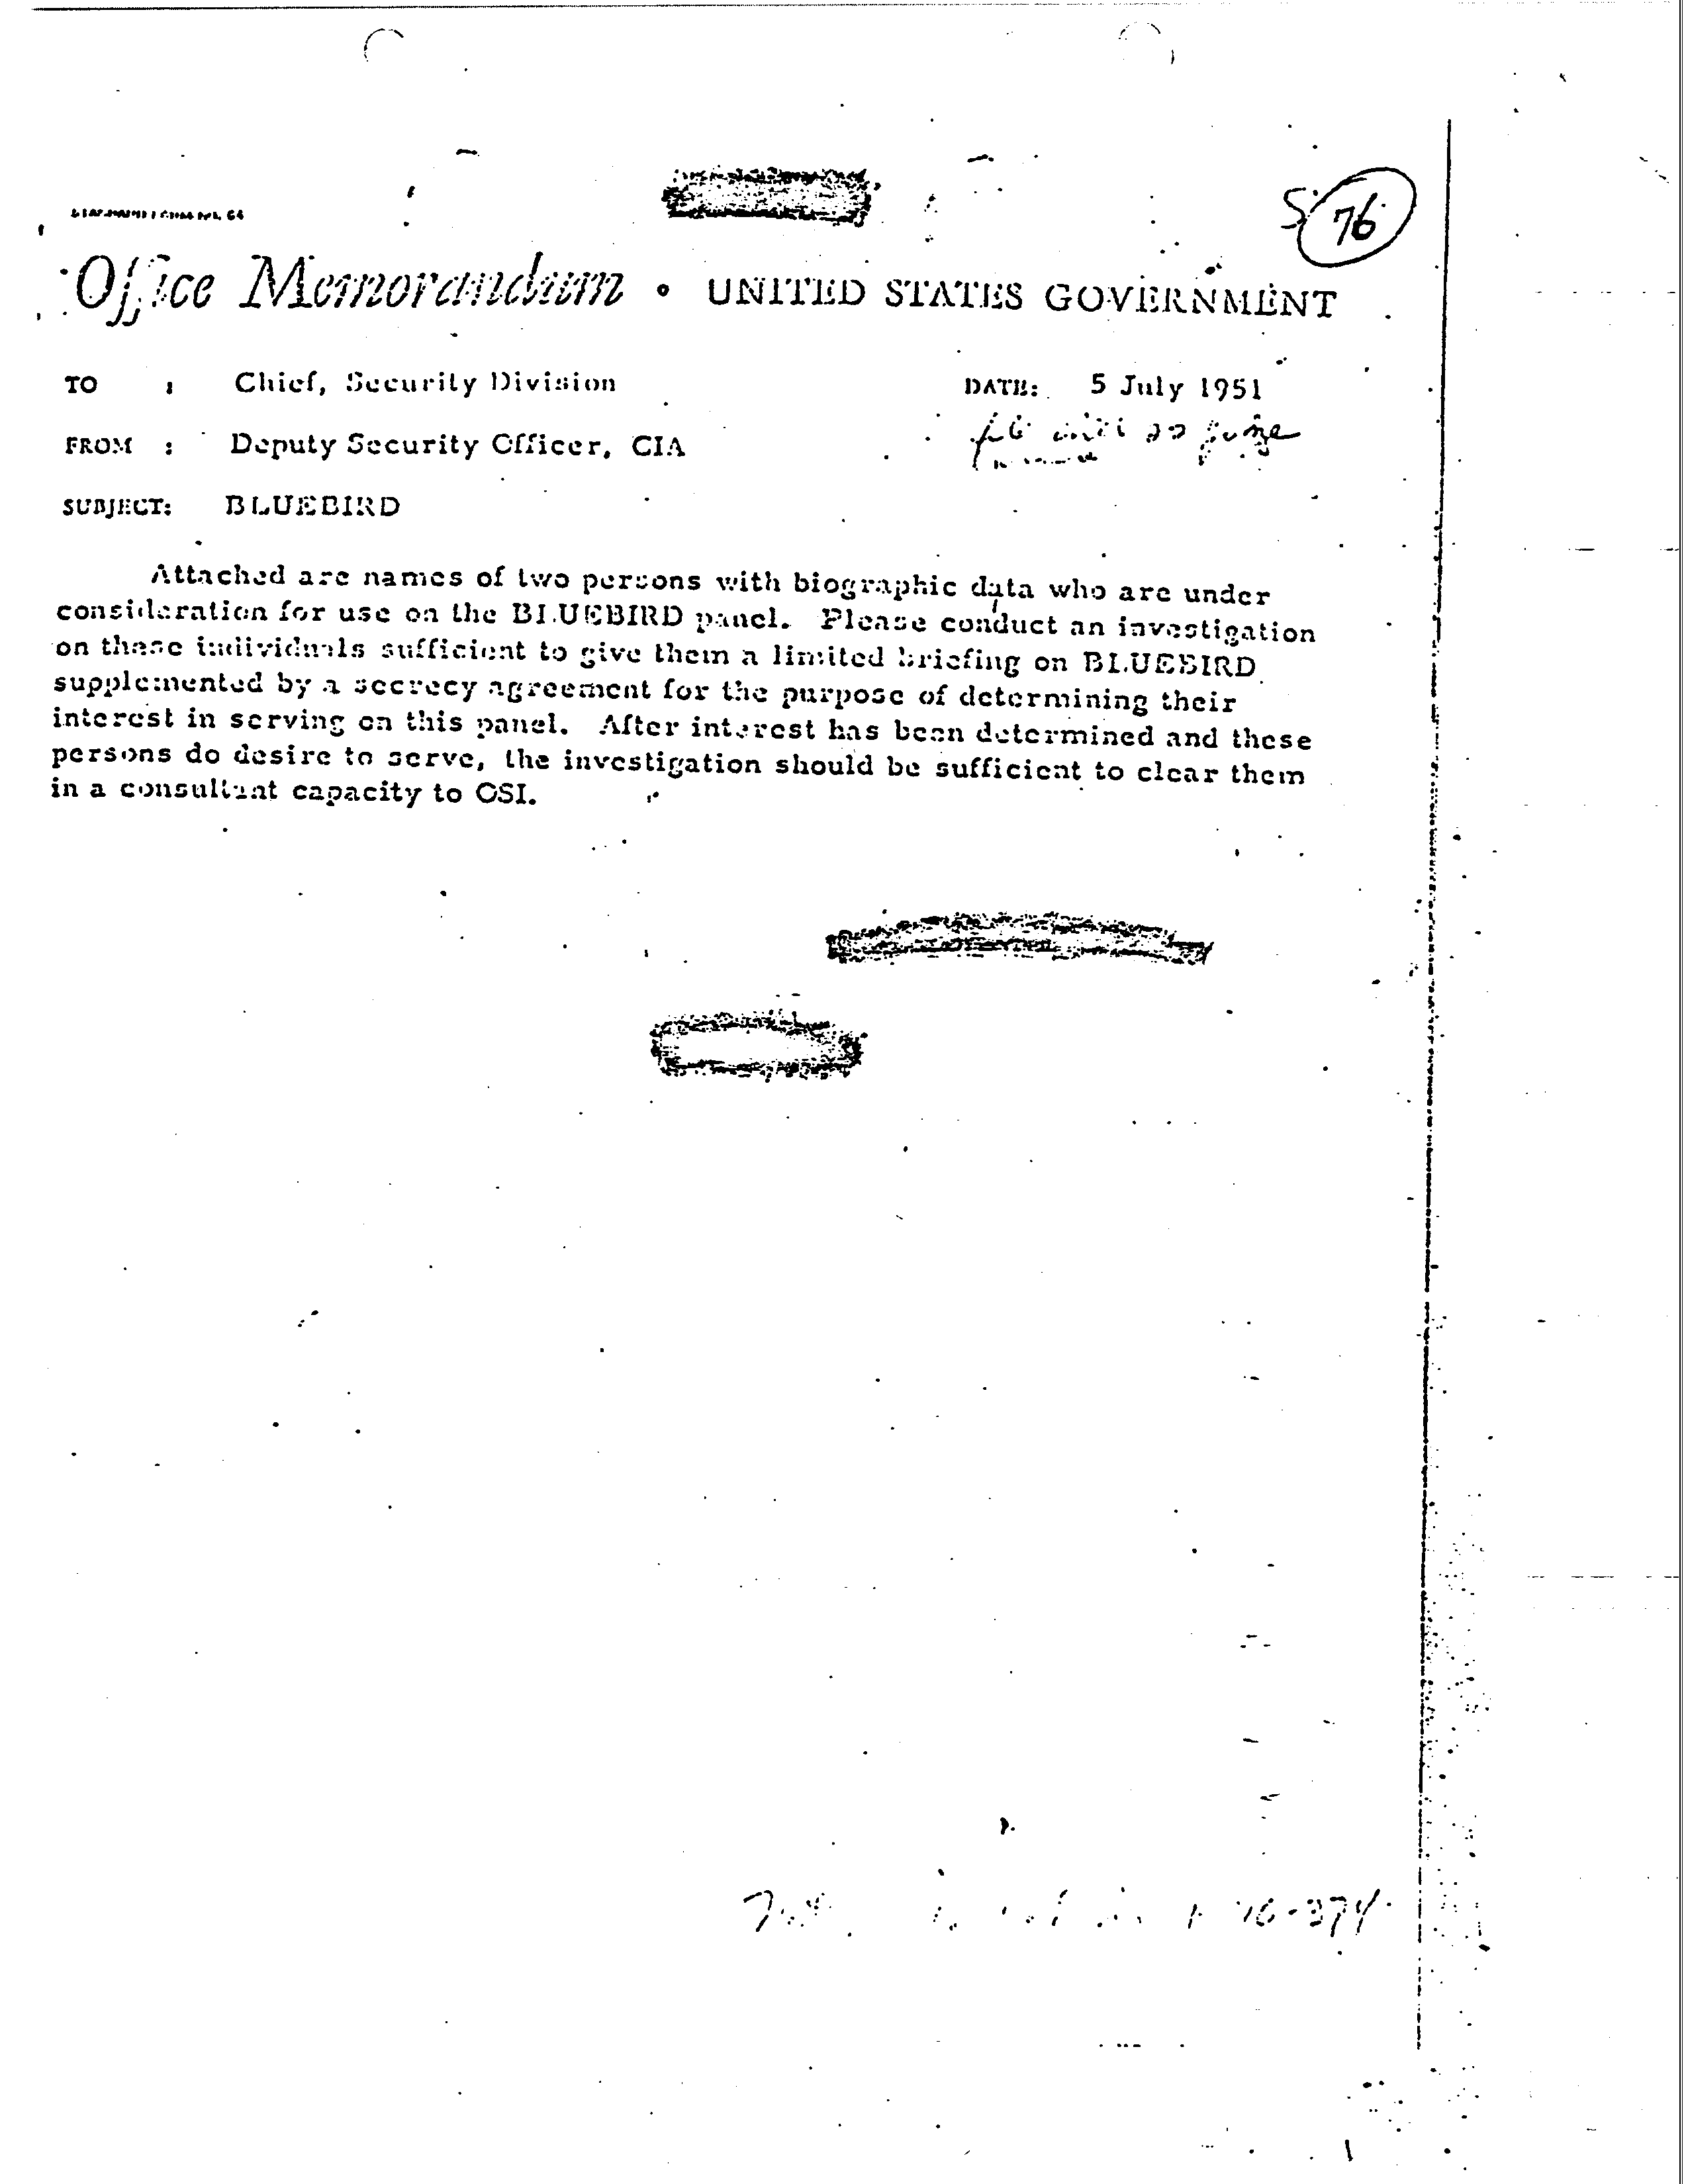 STANDARD FORM NO. 64
76
Office Memorandum • UNITED STATES GOVERNMENT
TO : Chief, Security Division DATE: 5 July 1951
FROM : Deputy Security Officer, CIA
SUBJECT: BLUEBIRD
Attached are names of two persons with biographic data who are under
consideration for use on the BLUEBIRD panel. Please conduct an investigation
on these individuals sufficient to give them a limited briefing on BLUEBIRD
supplemented by a secrecy agreement for the purpose of determining their
interest in serving on this panel. After interest has been determined and these
persons do desire to serve, the investigation should be sufficient to clear them
in a consultant capacity to OSI.
76-374